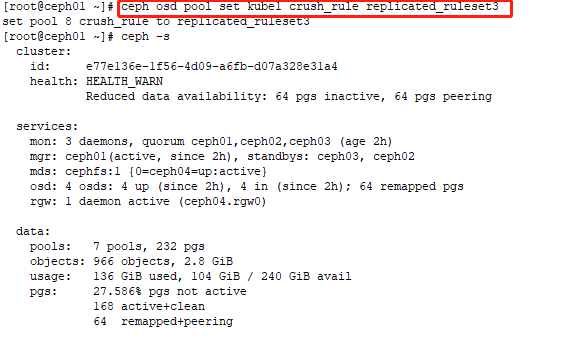 [root@ceph01 ~]# ceph osd pool set kubel crush_rule replicated_ruleset3
set pool 8 crush_rule to replicated_ruleset3
[root@ceph01 ~]# ceph -s
  cluster:
    id:     e77e136e-1f56-4d09-a6fb-d07a328e31a4
    health: HEALTH_WARN
            Reduced data availability: 64 pgs inactive, 64 pgs peering

  services:
    mon: 3 daemons, quorum ceph01,ceph02,ceph03 (age 2h)
    mgr: ceph01(active, since 2h), standbys: ceph03, ceph02
    mds: cephfs:1 {0=ceph04=up:active}
    osd: 4 osds: 4 up (since 2h), 4 in (since 2h); 64 remapped pgs
    rgw: 1 daemon active (ceph04.rgw0)

  data:
    pools:   7 pools, 232 pgs
    objects: 966 objects, 2.8 GiB
    usage:   136 GiB used, 104 GiB / 240 GiB avail
    pgs:     27.586% pgs not active
             168 active+clean
             64  remapped+peering